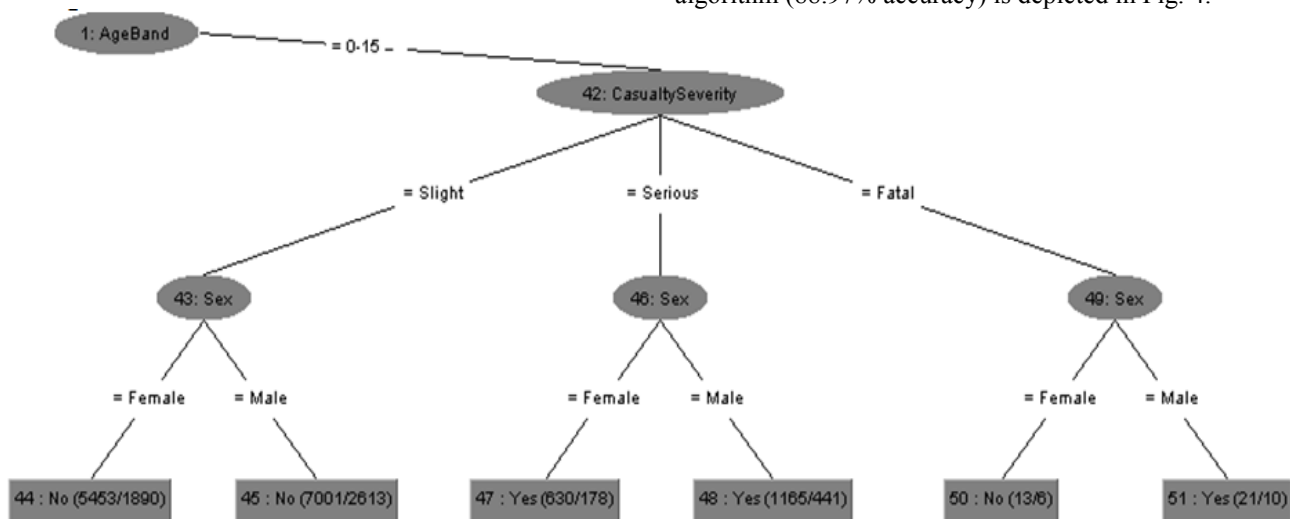 1: AgeBand
= 0-15
42: CasualtySeverity
= Slight
= Serious
= Fatal
43: Sex
46: Sex
49: Sex
= Female
= Male
= Female
= Male
= Female
= Male
44 : No (5453/1890)
45 : No (7001/2613)
47 : Yes (630/178)
48 : Yes (1165/441)
50 : No (13/6)
51 : Yes (21/10)